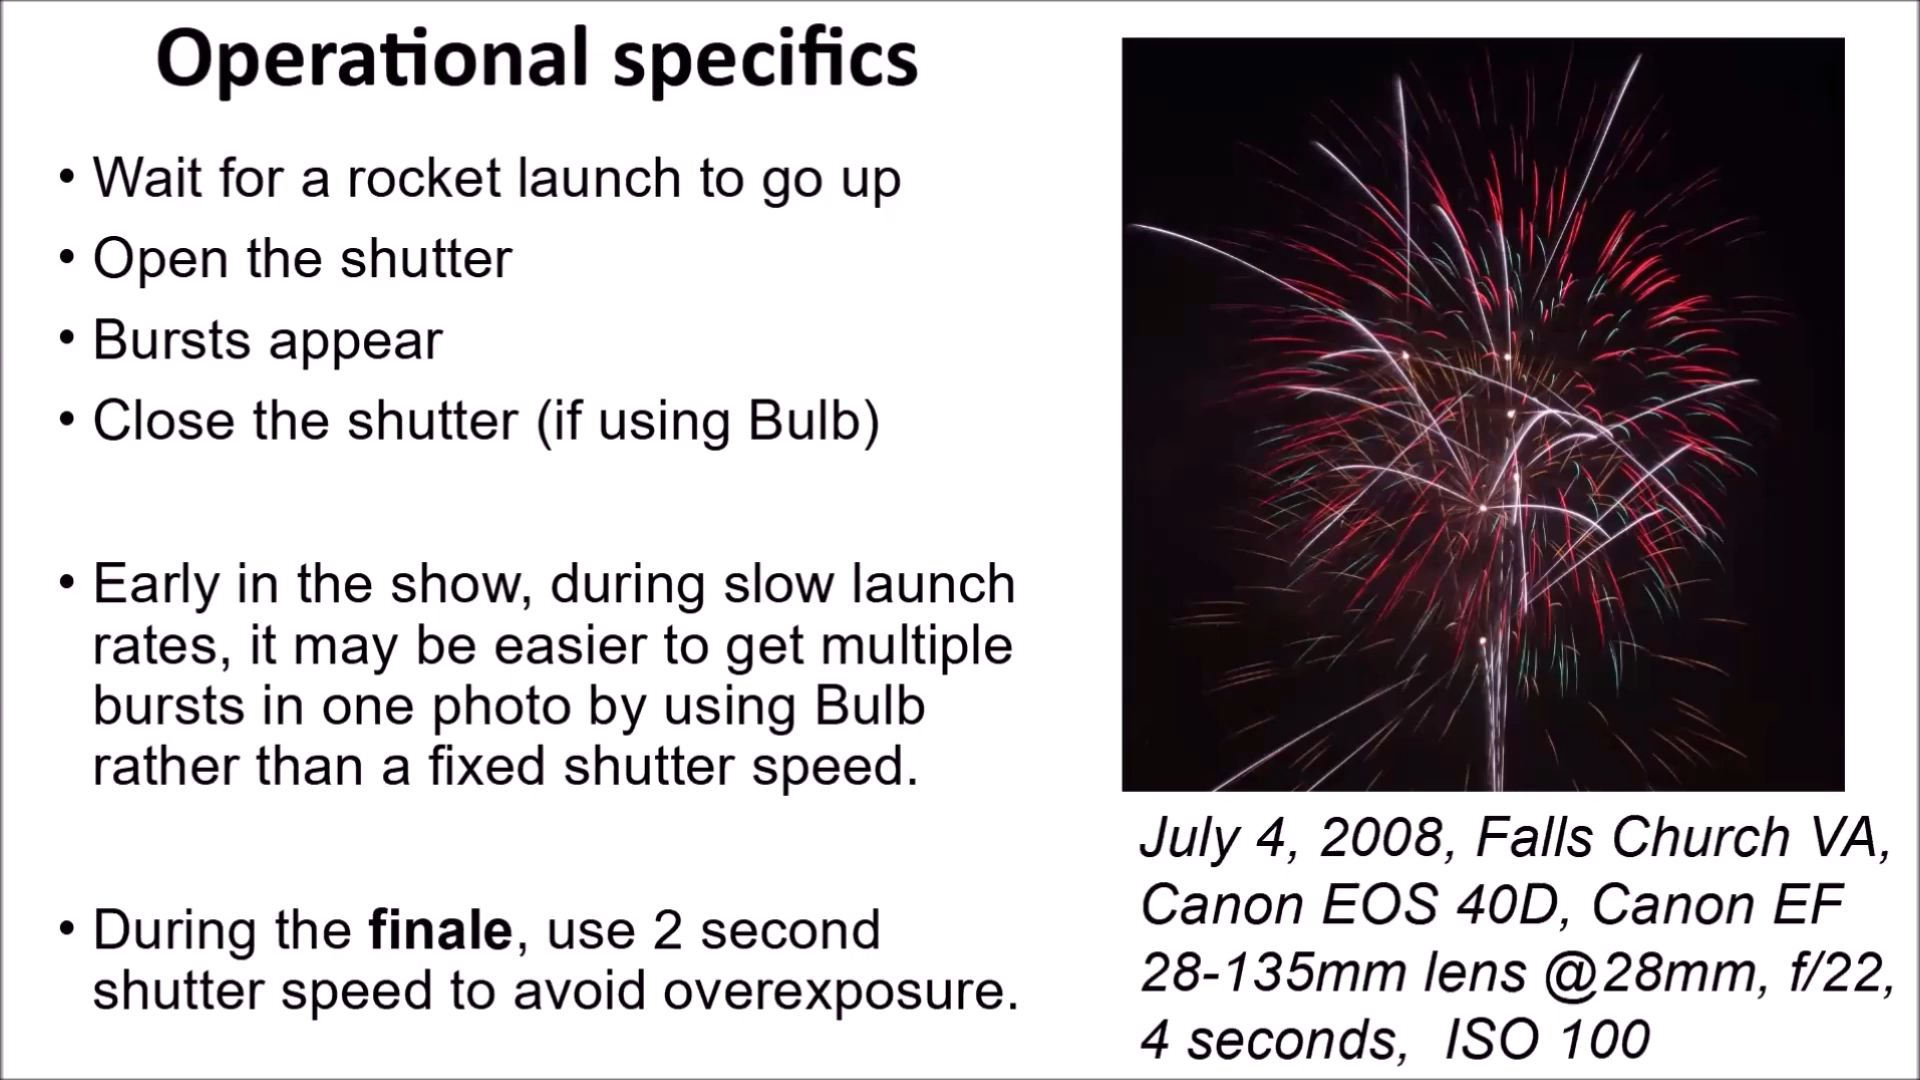 Operational specifics
• Wait for a rocket launch to go up
• Open the shutter
• Bursts appear
• Close the shutter (if using Bulb)
• Early in the show, during slow launch
rates, it may be easier to get multiple
bursts in one photo by using Bulb
rather than a fixed shutter speed.
• During the finale, use 2 second
shutter speed to avoid overexposure.
July 4, 2008, Falls Church VA,
Canon EOS 40D, Canon EF
28-135mm lens @28mm, f/22,
4 seconds,  ISO 100